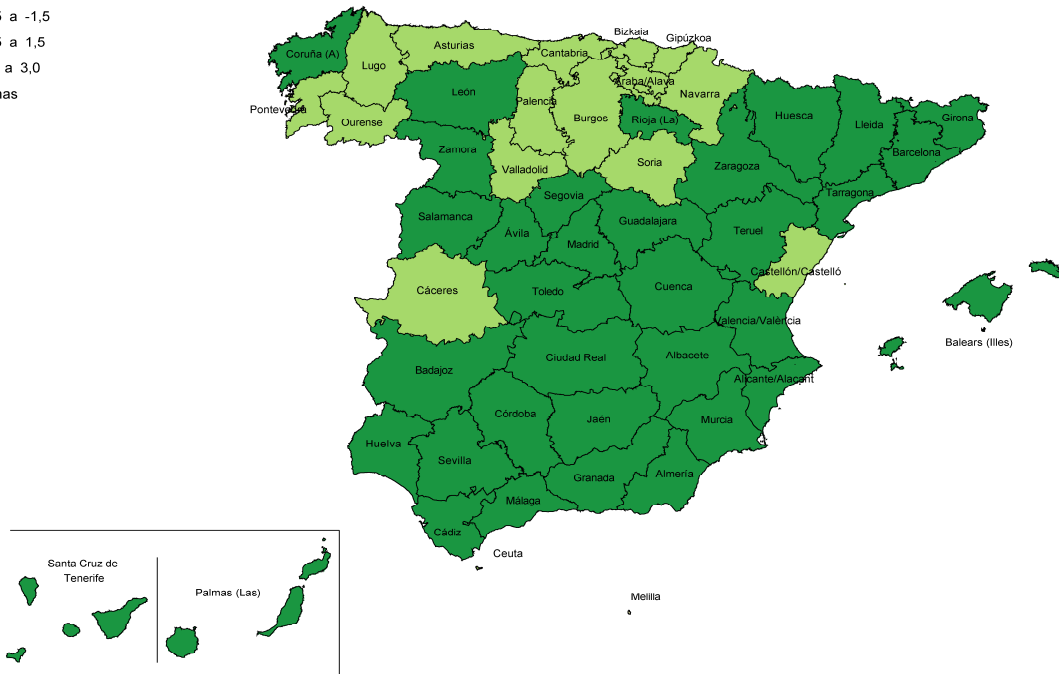 a -1,5
a 1,5
a 3,0
Bizkaia
Gipúzkoa
Asturias
Cantabria
Coruña (A)
Lugo
Araba/Alava
León
Navarra
Palencia
Pontevedra
Burgos
Rioja (La)
Huesca
Lleida
Girona
Ourense
Zamora
Barcelona
Valladolid
Soria
Zaragoza
Segovia
Tarragona
Salamanca
Guadalajara
Ávila
Madrid
Teruel
Castellón/Castelló
Cáceres
Toledo
Cuenca
Valencia/València
Balears (Illes)
Ciudad Real
Albacete
Badajoz
Alicante/Alacant
Córdoba
Jaén
Murcia
Huelva
Sevilla
Granada
Almería
Málaga
Cádiz
Ceuta
Santa Cruz de
Tenerife
Palmas (Las)
Melilla